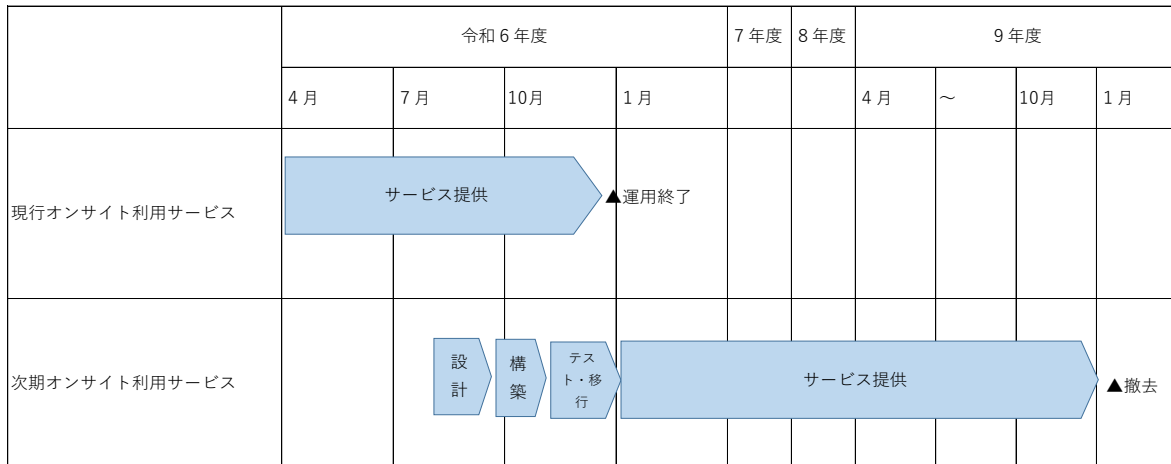 令和６年度
７年度
８年度
９年度
４月
７月
10月
１月
４月
～
10月
１月
現行オンサイト利用サービス
サービス提供
▲運用終了
次期オンサイト利用サービス
設
計
構
築
テス
ト・移
行
サービス提供
▲撤去